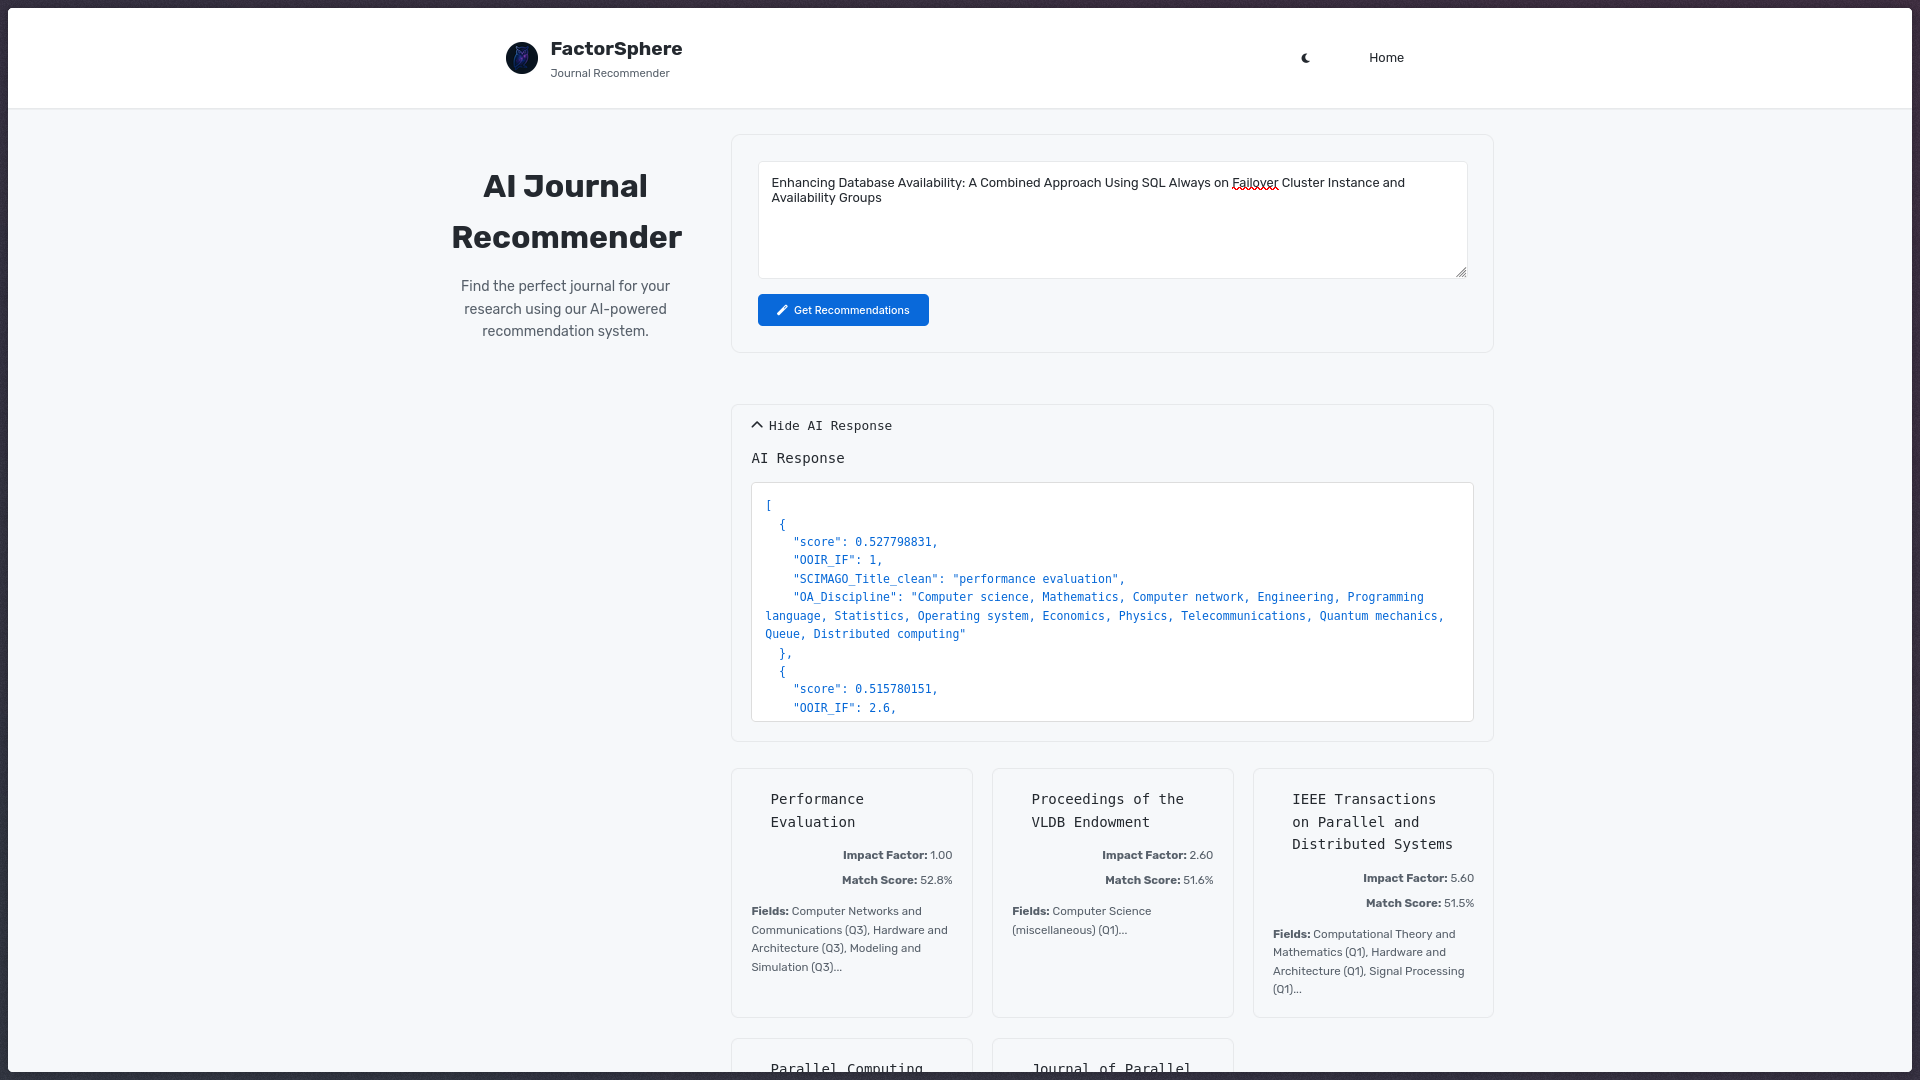 FactorSphere
Journal Recommender
Home
AI Journal
Recommender
Find the perfect journal for your
research using our AI-powered
recommendation system.
Enhancing Database Availability: A Combined Approach Using SQL Always on Failover Cluster Instance and
Availability Groups
Get Recommendations
Hide AI Response
AI Response
[
{
"score": 0.527798831,
"OOIR_IF": 1,
"SCIMAGO_Title_clean": "performance evaluation",
"OA_Discipline": "Computer science, Mathematics, Computer network, Engineering, Programming
language, Statistics, Operating system, Economics, Physics, Telecommunications, Quantum mechanics,
Queue, Distributed computing"
},
{
"score": 0.515780151,
"OOIR_IF": 2.6,
Performance
Evaluation
Impact Factor: 1.00
Match Score: 52.8%
Fields: Computer Networks and
Communications (Q3), Hardware and
Architecture (Q3), Modeling and
Simulation (Q3)...
Proceedings of the
VLDB Endowment
Impact Factor: 2.60
Match Score: 51.6%
Fields: Computer Science
(miscellaneous) (Q1)...
IEEE Transactions
on Parallel and
Distributed Systems
Impact Factor: 5.60
Match Score: 51.5%
Fields: Computational Theory and
Mathematics (Q1), Hardware and
Architecture (Q1), Signal Processing
(Q1)...
Parallel Computing
Journal of Parallel